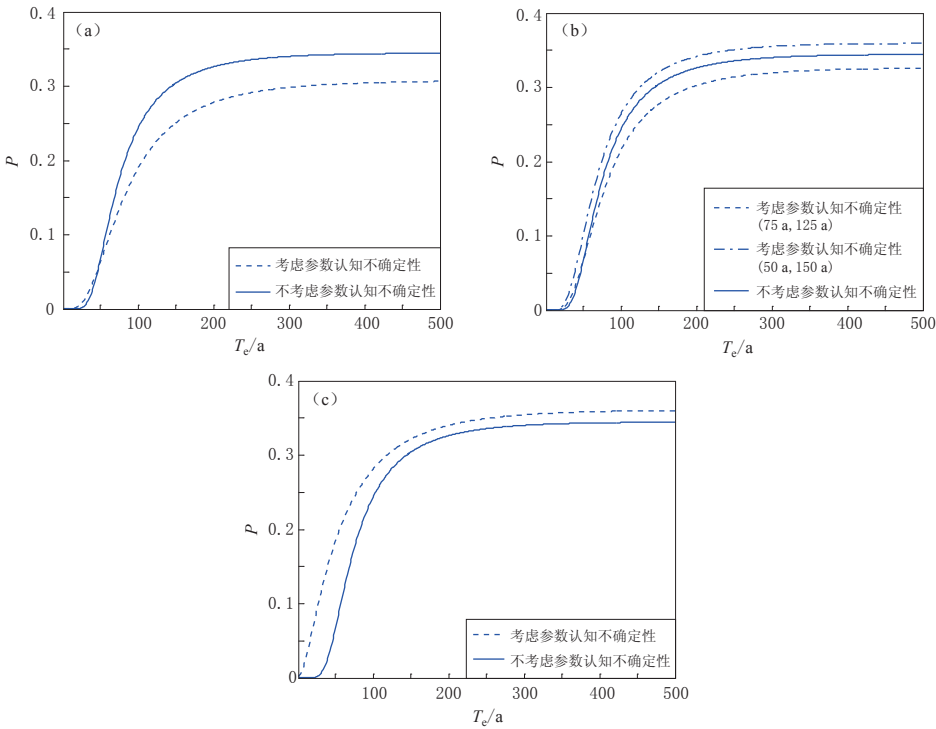 (a)
0.4
0.3
0.2
0.1
0
P
100
200
300
400
500
Te/a
考虑参数认知不确定性
不考虑参数认知不确定性
(b)
0.4
0.3
0.2
0.1
0
P
100
200
300
400
500
Te/a
考虑参数认知不确定性
(75 a, 125 a)
考虑参数认知不确定性
(50 a, 150 a)
不考虑参数认知不确定性
(c)
0.4
0.3
0.2
0.1
0
P
100
200
300
400
500
Te/a
考虑参数认知不确定性
不考虑参数认知不确定性